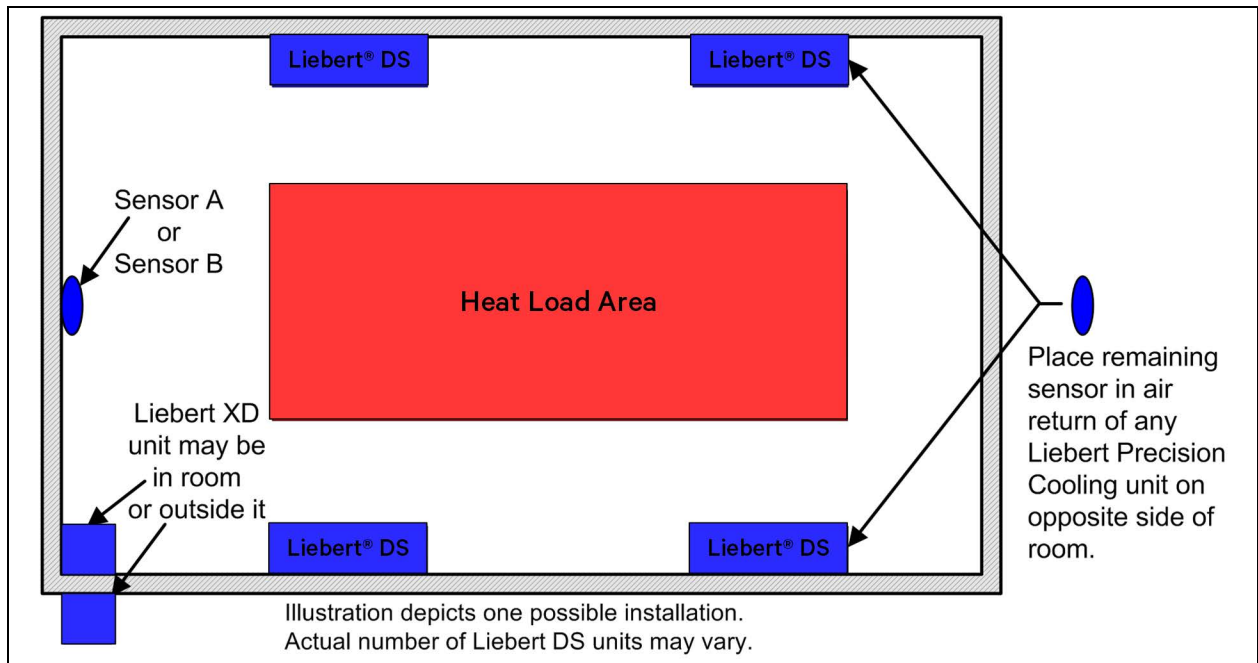 Liebert® DS
Liebert® DS
Sensor A
or
Sensor B
Heat Load Area
Place remaining
sensor in air
return of any
Liebert Precision
Cooling unit on
opposite side of
room.
Liebert XD
unit may be
in room
or outside it
Liebert® DS
Liebert® DS
Illustration depicts one possible installation.
Actual number of Liebert DS units may vary.